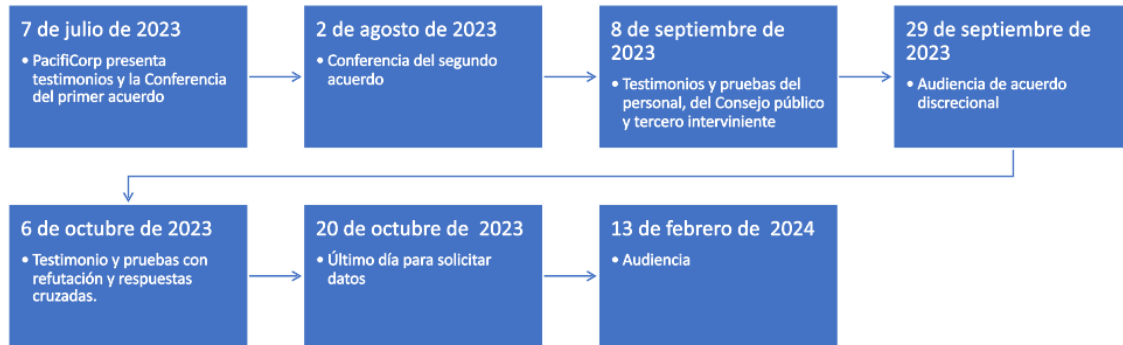 7 de julio de 2023
• PacifiCorp presenta
testimonios y la Conferencia
del primer acuerdo
2 de agosto de 2023
• Conferencia del segundo
acuerdo
8 de septiembre de
2023
• Testimonios y pruebas del
personal, del Consejo público
y tercero interviniente
29 de septiembre de
2023
• Audiencia de acuerdo
discrecional
6 de octubre de 2023
• Testimonio y pruebas con
refutación y respuestas
cruzadas.
20 de octubre de  2023
• Último día para solicitar
datos
13 de febrero de  2024
• Audiencia